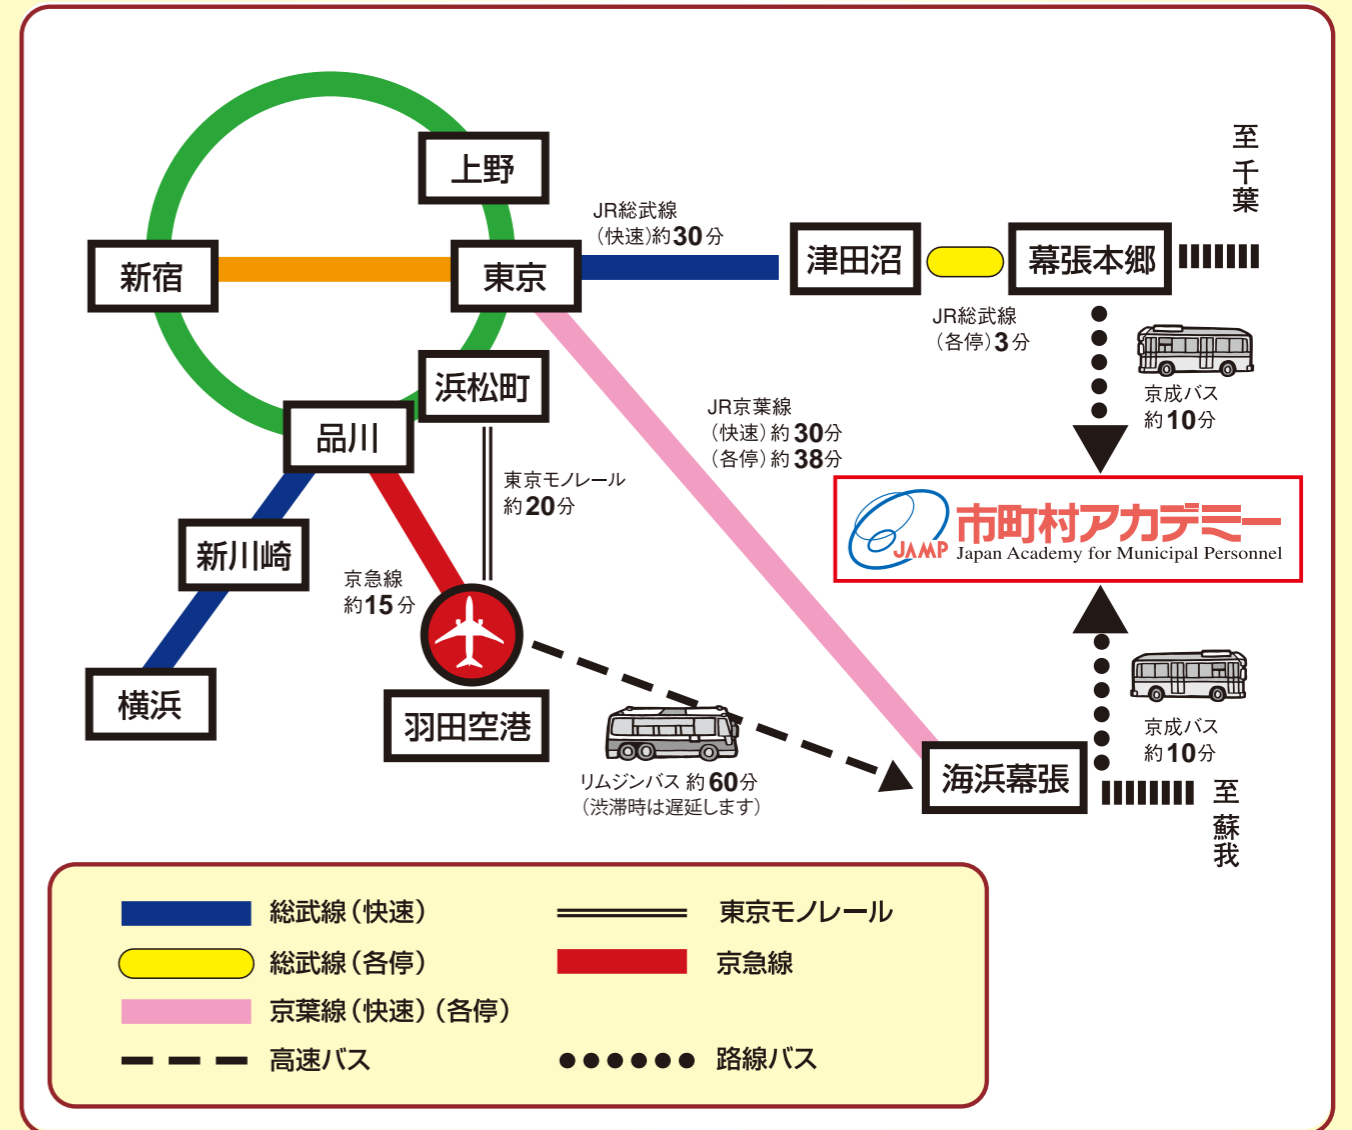 上野
新宿
東京
JR総武線
（快速）約30分
津田沼
幕張本郷
至千葉
JR総武線
（各停）3分
浜松町
品川
京成バス
約10分
JR京葉線
（快速）約30分
（各停）約38分
東京モノレール
約20分
JAMP
市町村アカデミー
Japan Academy for Municipal Personnel
新川崎
京急線
約15分
横浜
羽田空港
リムジンバス 約60分
（渋滞時は遅延します）
海浜幕張
京成バス
約10分
至蘇我
総武線（快速）
東京モノレール
総武線（各停）
京急線
京葉線（快速）（各停）
高速バス
路線バス